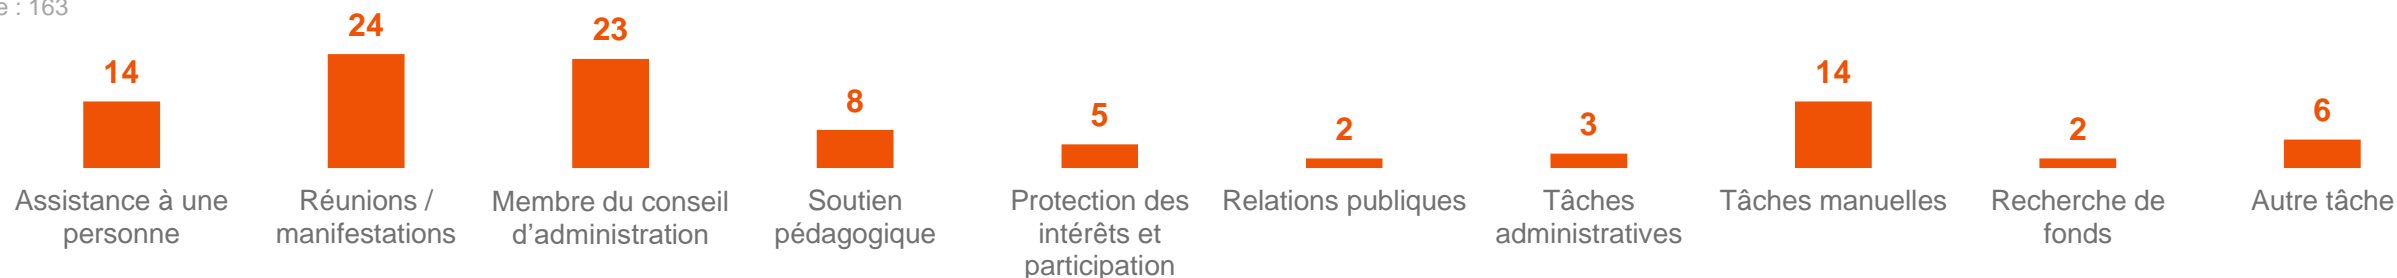 : 163
14
24
23
8
5
2
3
14
2
6
Assistance à une
personne
Réunions /
manifestations
Membre du conseil
d’administration
Soutien
pédagogique
Protection des
intérêts et
participation
Relations publiques
Tâches
administratives
Tâches manuelles
Recherche de
fonds
Autre tâche